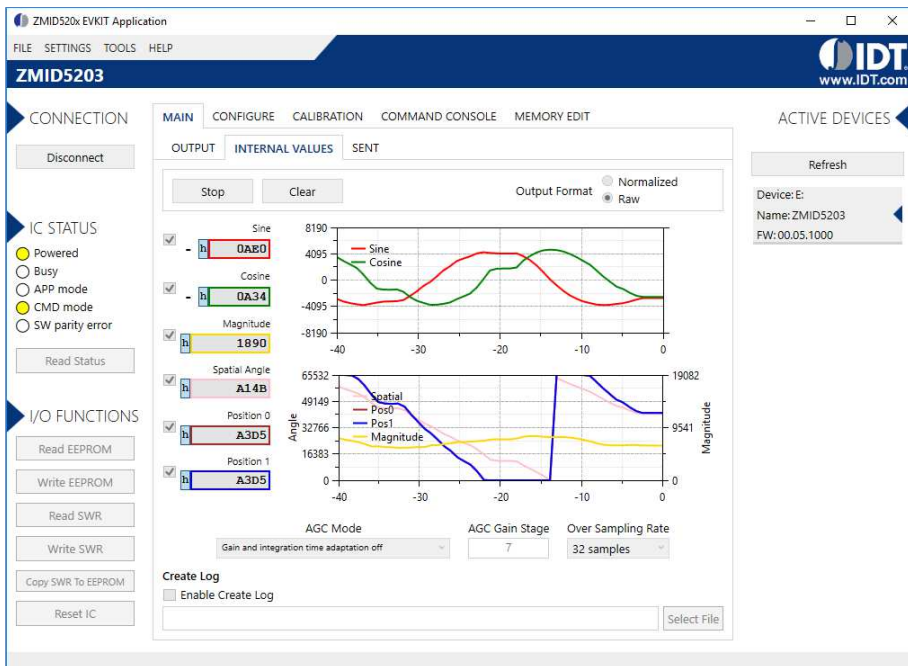 ZMID520x EVKIT Application
FILE SETTINGS TOOLS HELP
IDT.
www.IDT.com
ZMID5203
CONNECTION
Disconnect
IC STATUS
Powered
Busy
APP mode
CMD mode
SW parity error
Read Status
I/O FUNCTIONS
Read EEPROM
Write EEPROM
Read SWR
Write SWR
Copy SWR To EEPROM
Reset IC
MAIN CONFIGURE CALIBRATION COMMAND CONSOLE MEMORY EDIT
OUTPUT INTERNAL VALUES SENT
Stop Clear Output Format Normalized
Raw
Sine
- h 0AE0
Cosine
- h 0A34
Magnitude
h 1890
Spatial Angle
h A14B
Position 0
h A3D5
Position 1
h A3D5
8190
4095
0
-4095
-8190
Sine
Cosine
-40 -30 -20 -10 0
65532
49149
32766
16383
0
Angle
Spatial
Pos0
Pos1
Magnitude
19082
9541
0
Magnitude
-40 -30 -20 -10 0
AGC Mode AGC Gain Stage Over Sampling Rate
Gain and integration time adaptation off 7 32 samples
Create Log
Enable Create Log
Select File
ACTIVE DEVICES
Refresh
Device: E:
Name: ZMID5203
FW: 00.05.1000